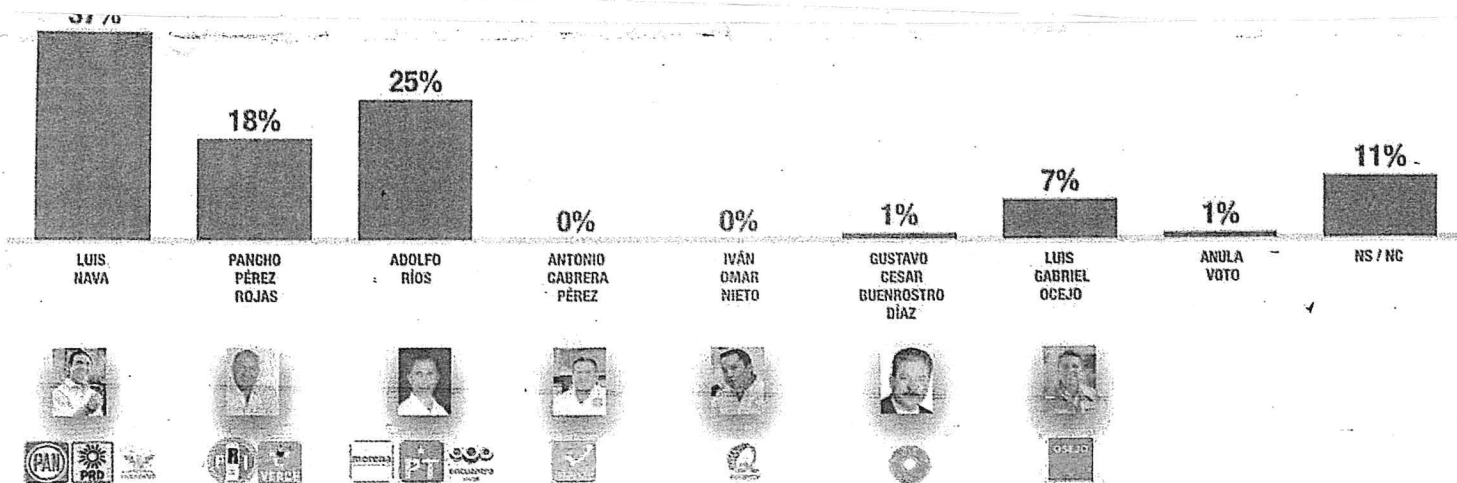 37%
18%
25%
0%
0%
1%
7%
1%
11%
LUIS
NAVA
PANCHO
PÉREZ
ROJAS
ADOLFO
RÍOS
ANTONIO
CABRERA
PÉREZ
IVÁN
OMAR
NIETO
GUSTAVO
CESAR
BUENROSTRO
DÍAZ
LUIS
GABRIEL
OCEJO
ANULA
VOTO
NS / NC
PAN
PRD
PRI
VERDE
morena
PT
encuentro
OSEJO